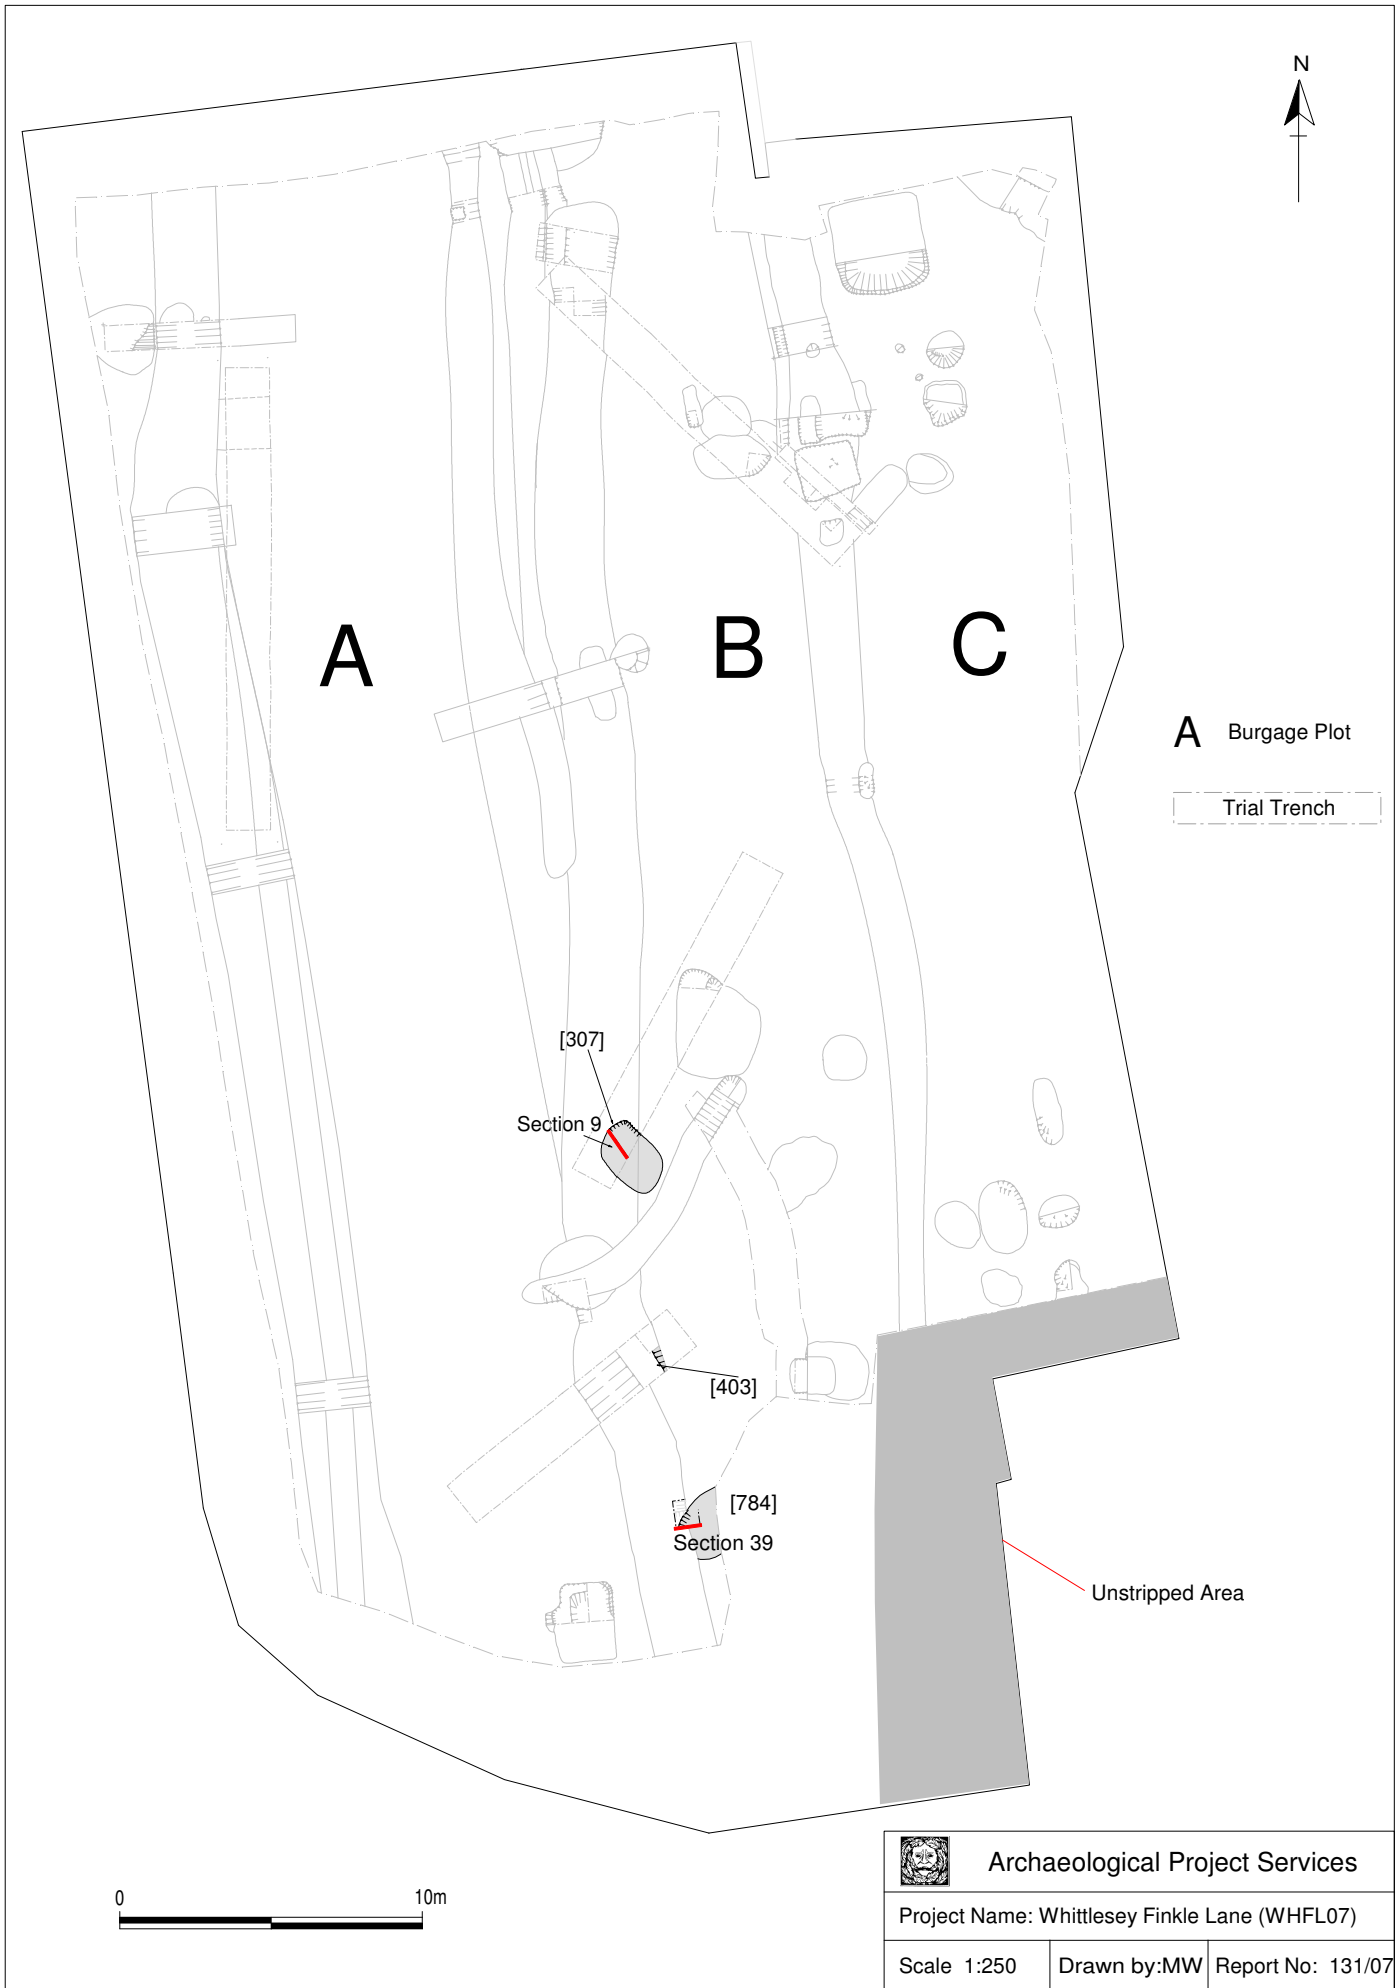 N
A
B
C
A Burgage Plot
Trial Trench
[307]
Section 9
[403]
[784]
Section 39
Unstripped Area
0 10m
Archaeological Project Services
Project Name: Whittlesey Finkle Lane (WHFL07)
Scale 1:250 Drawn by:MW Report No: 131/07